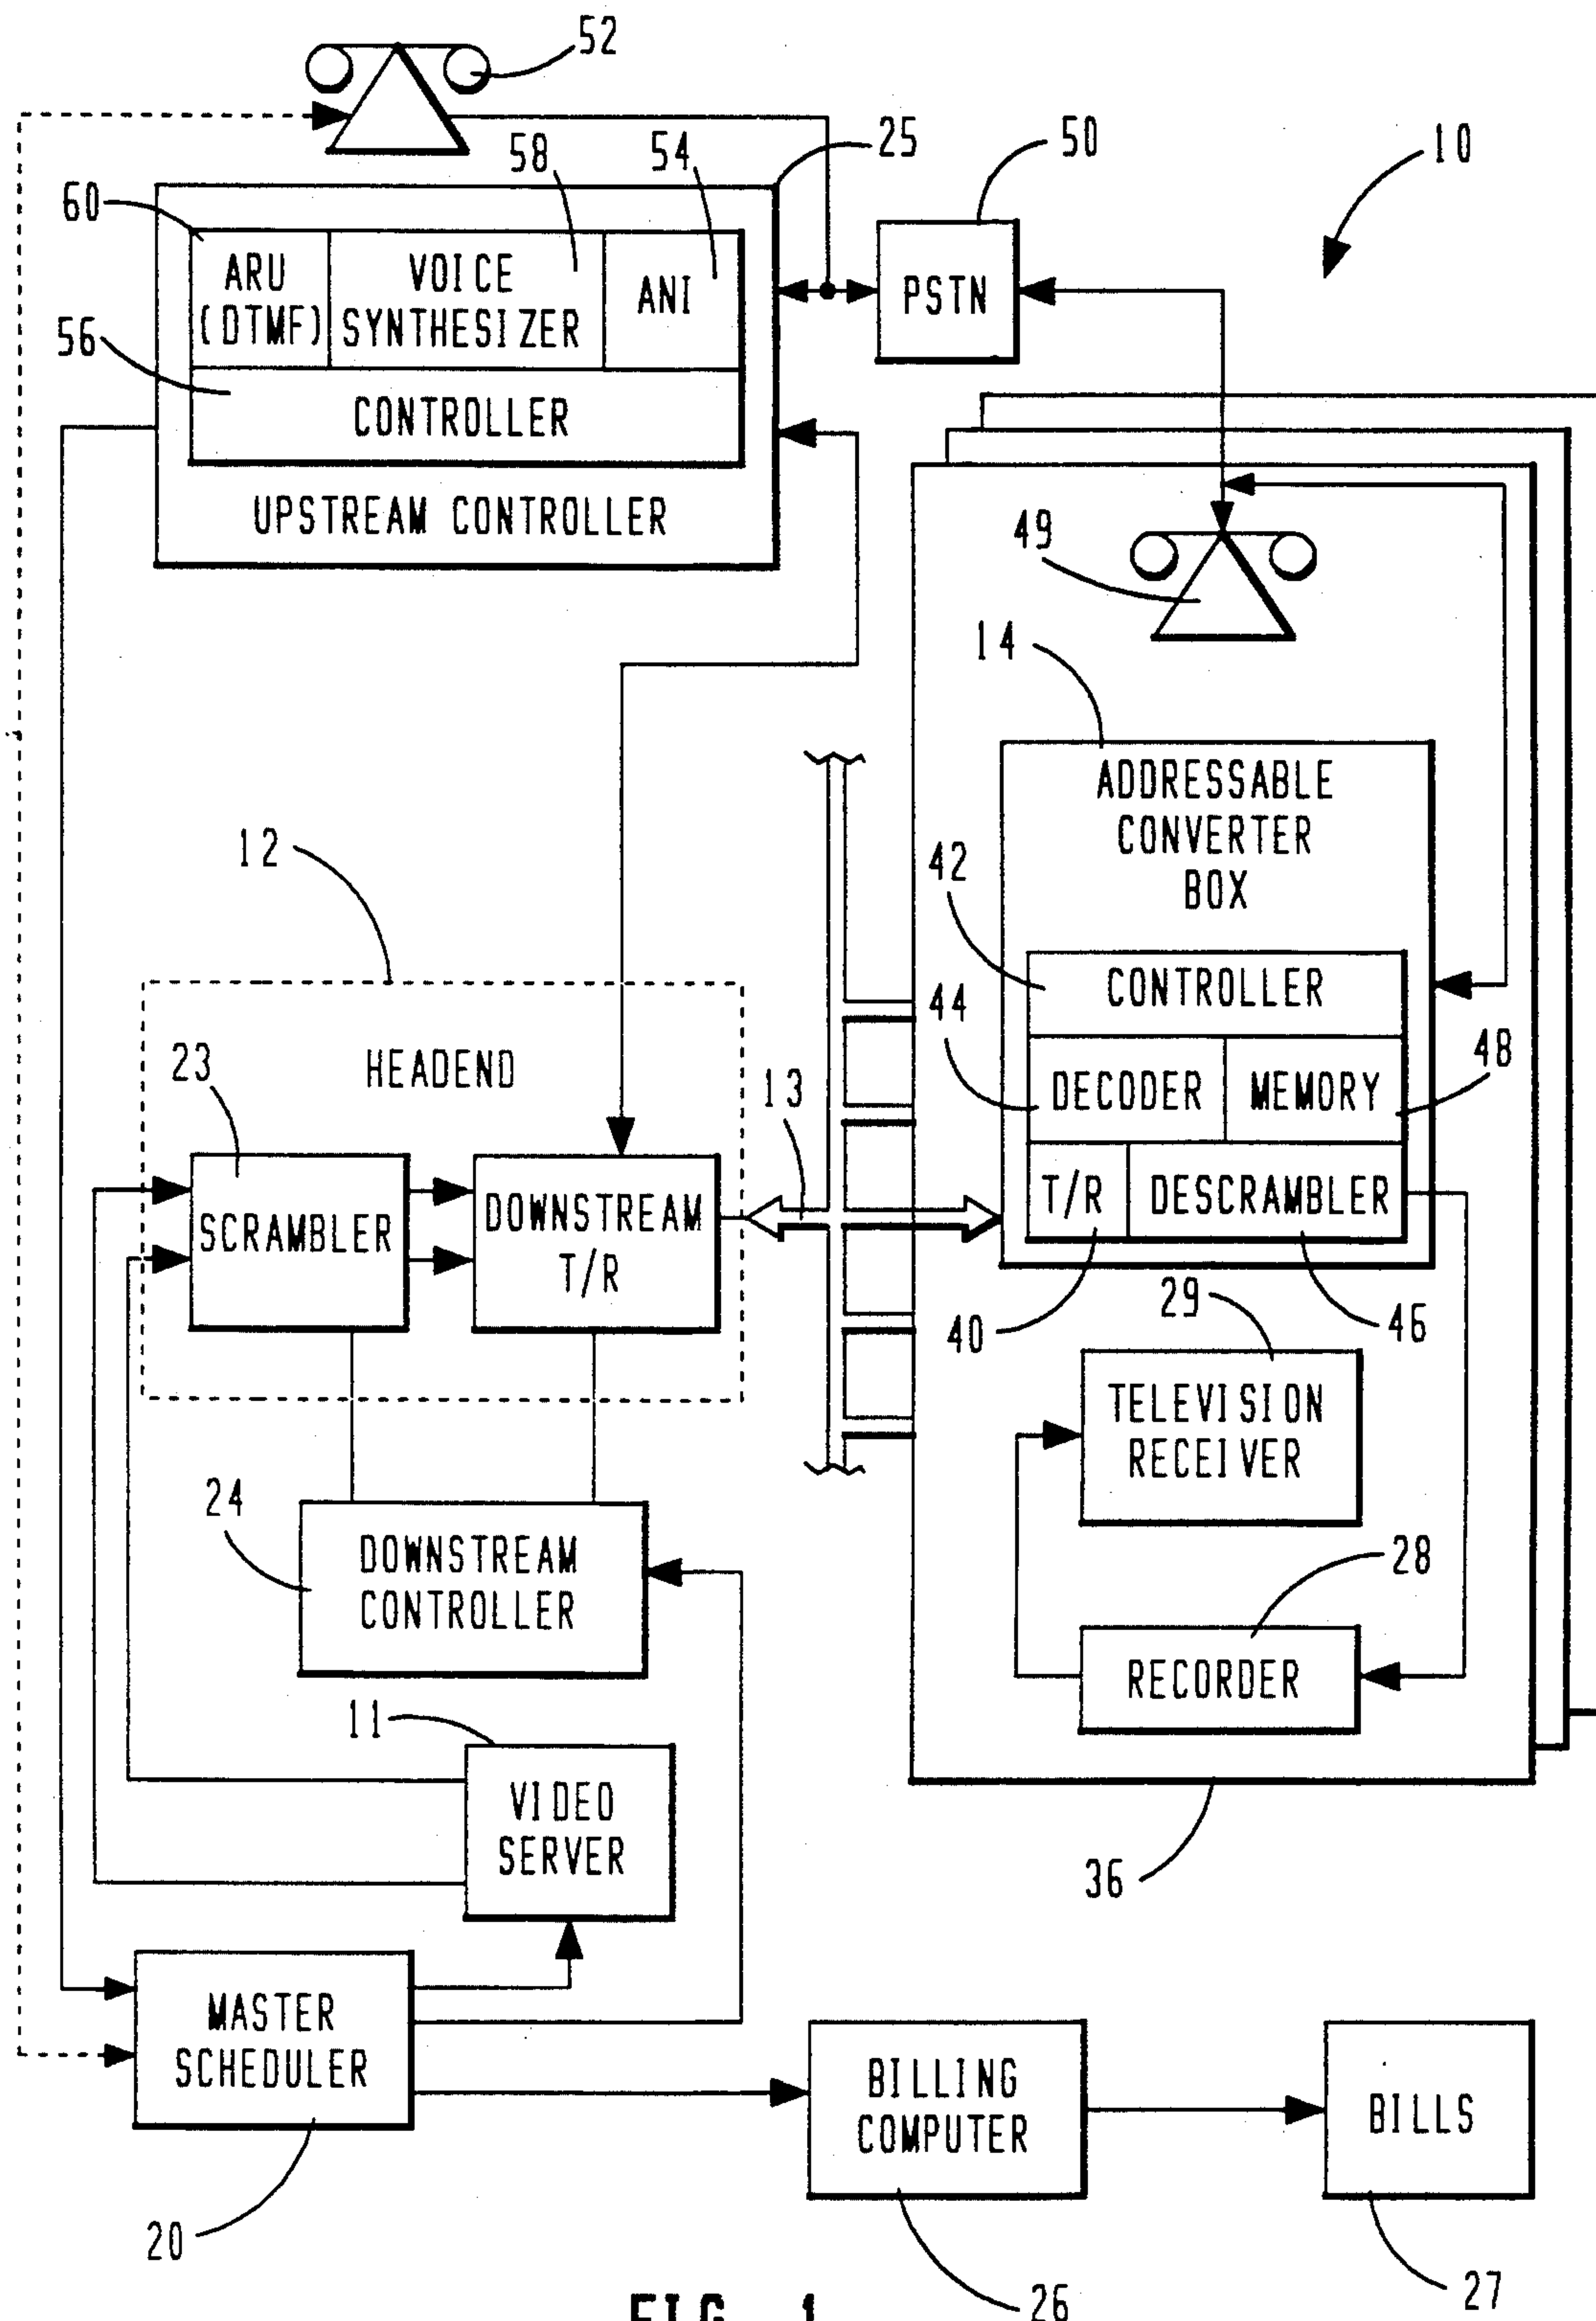 52
25
50
10
58
54
60
ARU
(DTMF)
VOICE
SYNTHESIZER
ANI
PSTN
56
CONTROLLER
UPSTREAM CONTROLLER
49
14
ADDRESSABLE
CONVERTER
BOX
12
42
CONTROLLER
44
48
23
HEADEND
13
DECODER
MEMORY
SCRAMBLER
DOWNSTREAM
T/R
T/R
DESCRAMBLER
29
40
46
TELEVISION
RECEIVER
24
DOWNSTREAM
CONTROLLER
28
RECORDER
11
VIDEO
SERVER
36
MASTER
SCHEDULER
BILLING
COMPUTER
BILLS
20
26
27
FIG. 1